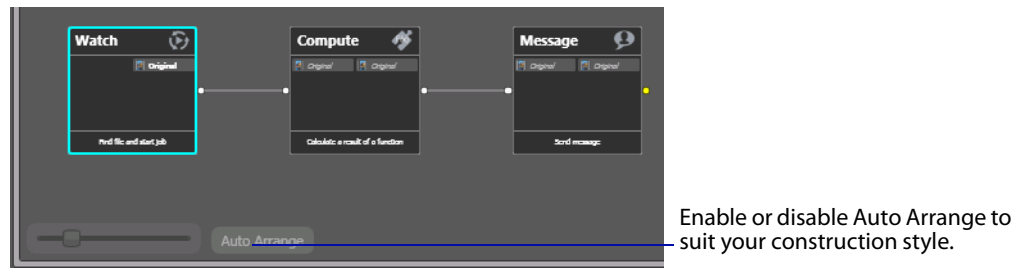 Watch
Compute
Message
Original
Original
Original
Original
Original
Find file and start job
Calculate a result of a function
Send message
Auto Arrange
Enable or disable Auto Arrange to
suit your construction style.